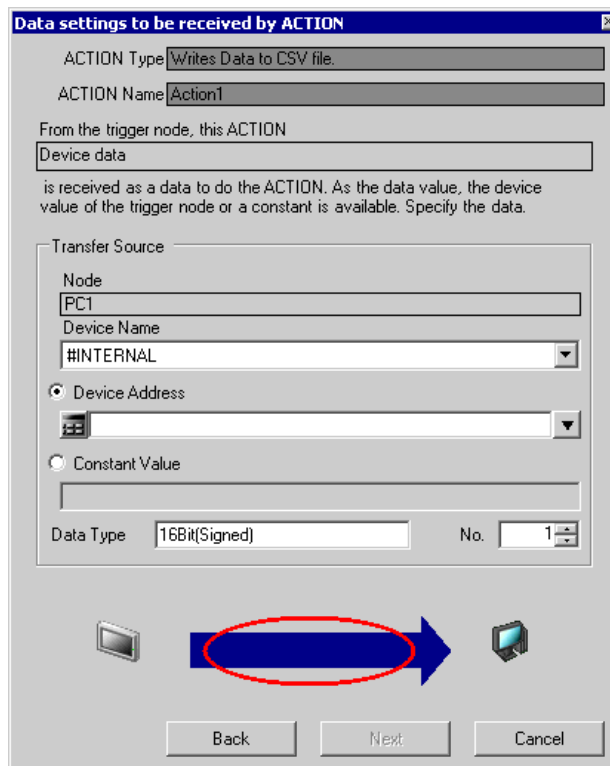 Data settings to be received by ACTION
ACTION Type Writes Data to CSV file.
ACTION Name Action1
From the trigger node, this ACTION
Device data
is received as a data to do the ACTION. As the data value, the device
value of the trigger node or a constant is available. Specify the data.
Transfer Source
Node
PC1
Device Name
#INTERNAL
Device Address
Constant Value
Data Type 16Bit(Signed) No. 1
Back Next Cancel